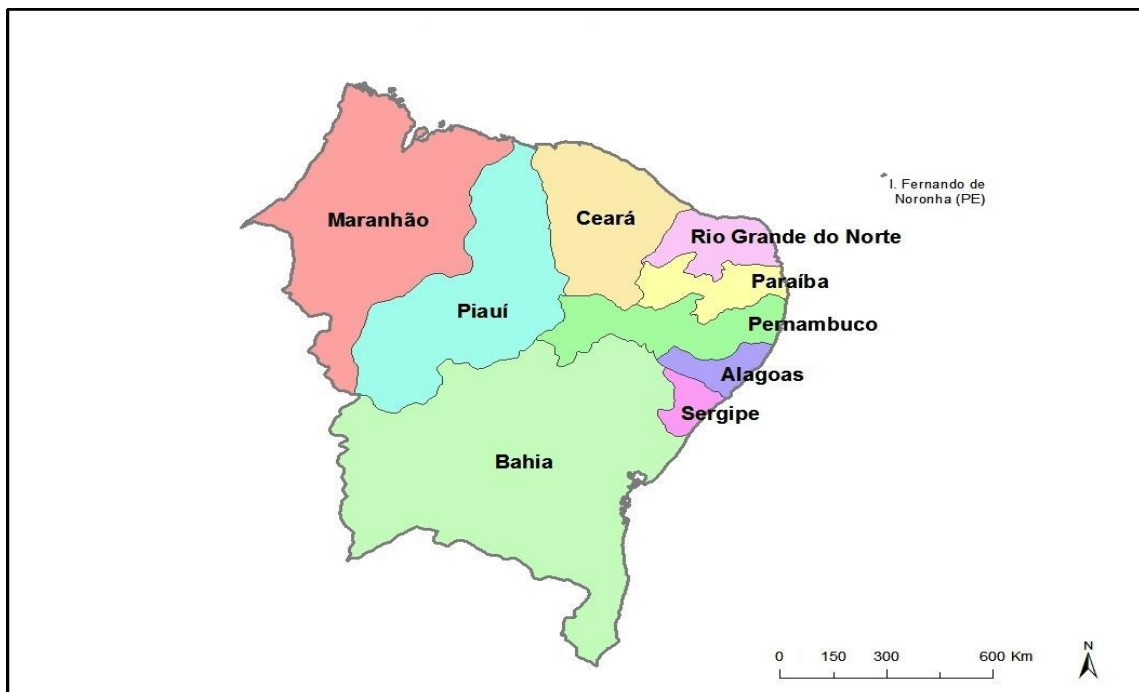 I. Fernando de
Noronha (PE)
Maranhão
Ceará
Rio Grande do Norte
Paraíba
Piauí
Pernambuco
Alagoas
Sergipe
Bahia
N
0 150 300 600 Km